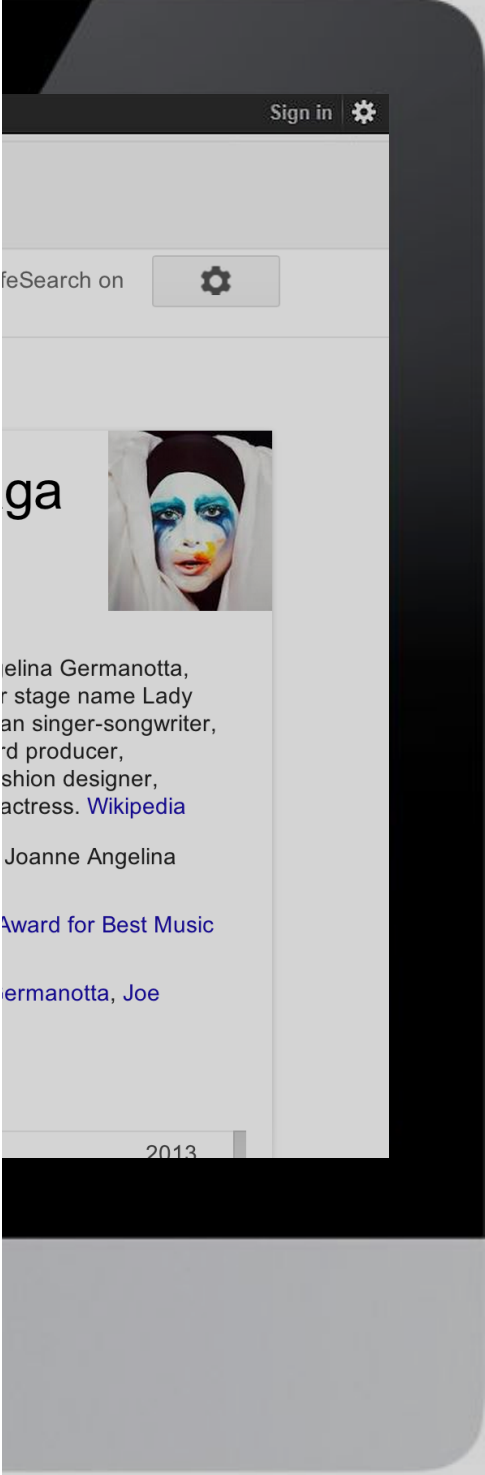 Sign in
feSearch on
ga
elina Germanotta,
r stage name Lady
an singer-songwriter,
rd producer,
shion designer,
actress. Wikipedia
Joanne Angelina
Award for Best Music
ermanotta, Joe
2013